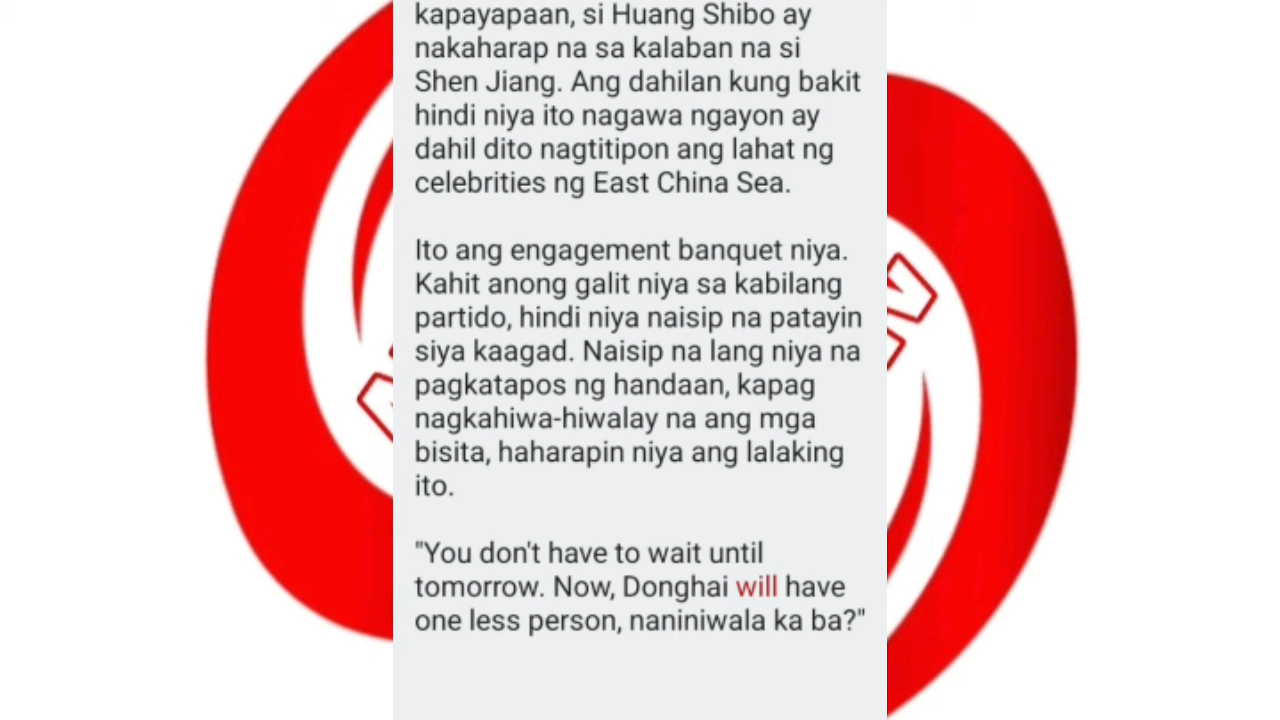 kapayapaan, si Huang Shibo ay
nakaharap na sa kalaban na si
Shen Jiang. Ang dahilan kung bakit
hindi niya ito nagawa ngayon ay
dahil dito nagtitipon ang lahat ng
celebrities ng East China Sea.
Ito ang engagement banquet niya.
Kahit anong galit niya sa kabilang
partido, hindi niya naisip na patayin
siya kaagad. Naisip na lang niya na
pagkatapos ng handaan, kapag
nagkahiwa-hiwalay na ang mga
bisita, haharapin niya ang lalaking
ito.
"You don't have to wait until
tomorrow. Now, Donghai will have
one less person, naniniwala ka ba?"